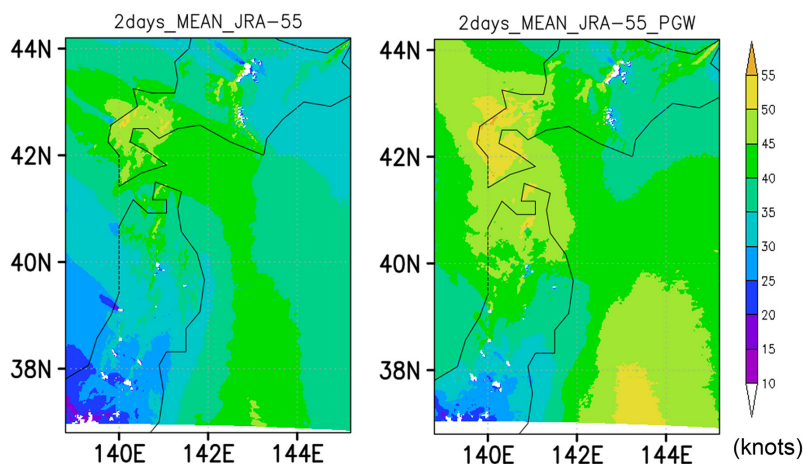 2days_MEAN_JRA-55
2days_MEAN_JRA-55_PGW
44N
42N
40N
38N
140E
142E
144E
44N
42N
40N
38N
140E
142E
144E
55
50
45
40
35
30
25
20
15
10
(knots)